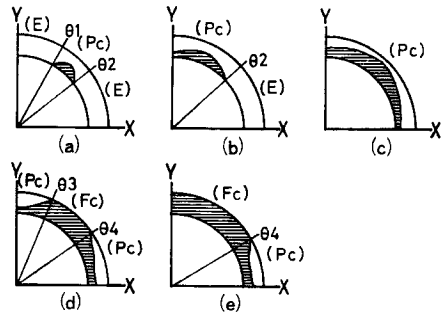 Y (E) θ1 (Pc) θ2 (E) X
(a)
Y (Pc) θ2 (E) X
(b)
Y (Pc) X
(c)
Y (Pc) θ3 (Fc) θ4 (Pc) X
(d)
Y (Fc) θ4 (Pc) X
(e)